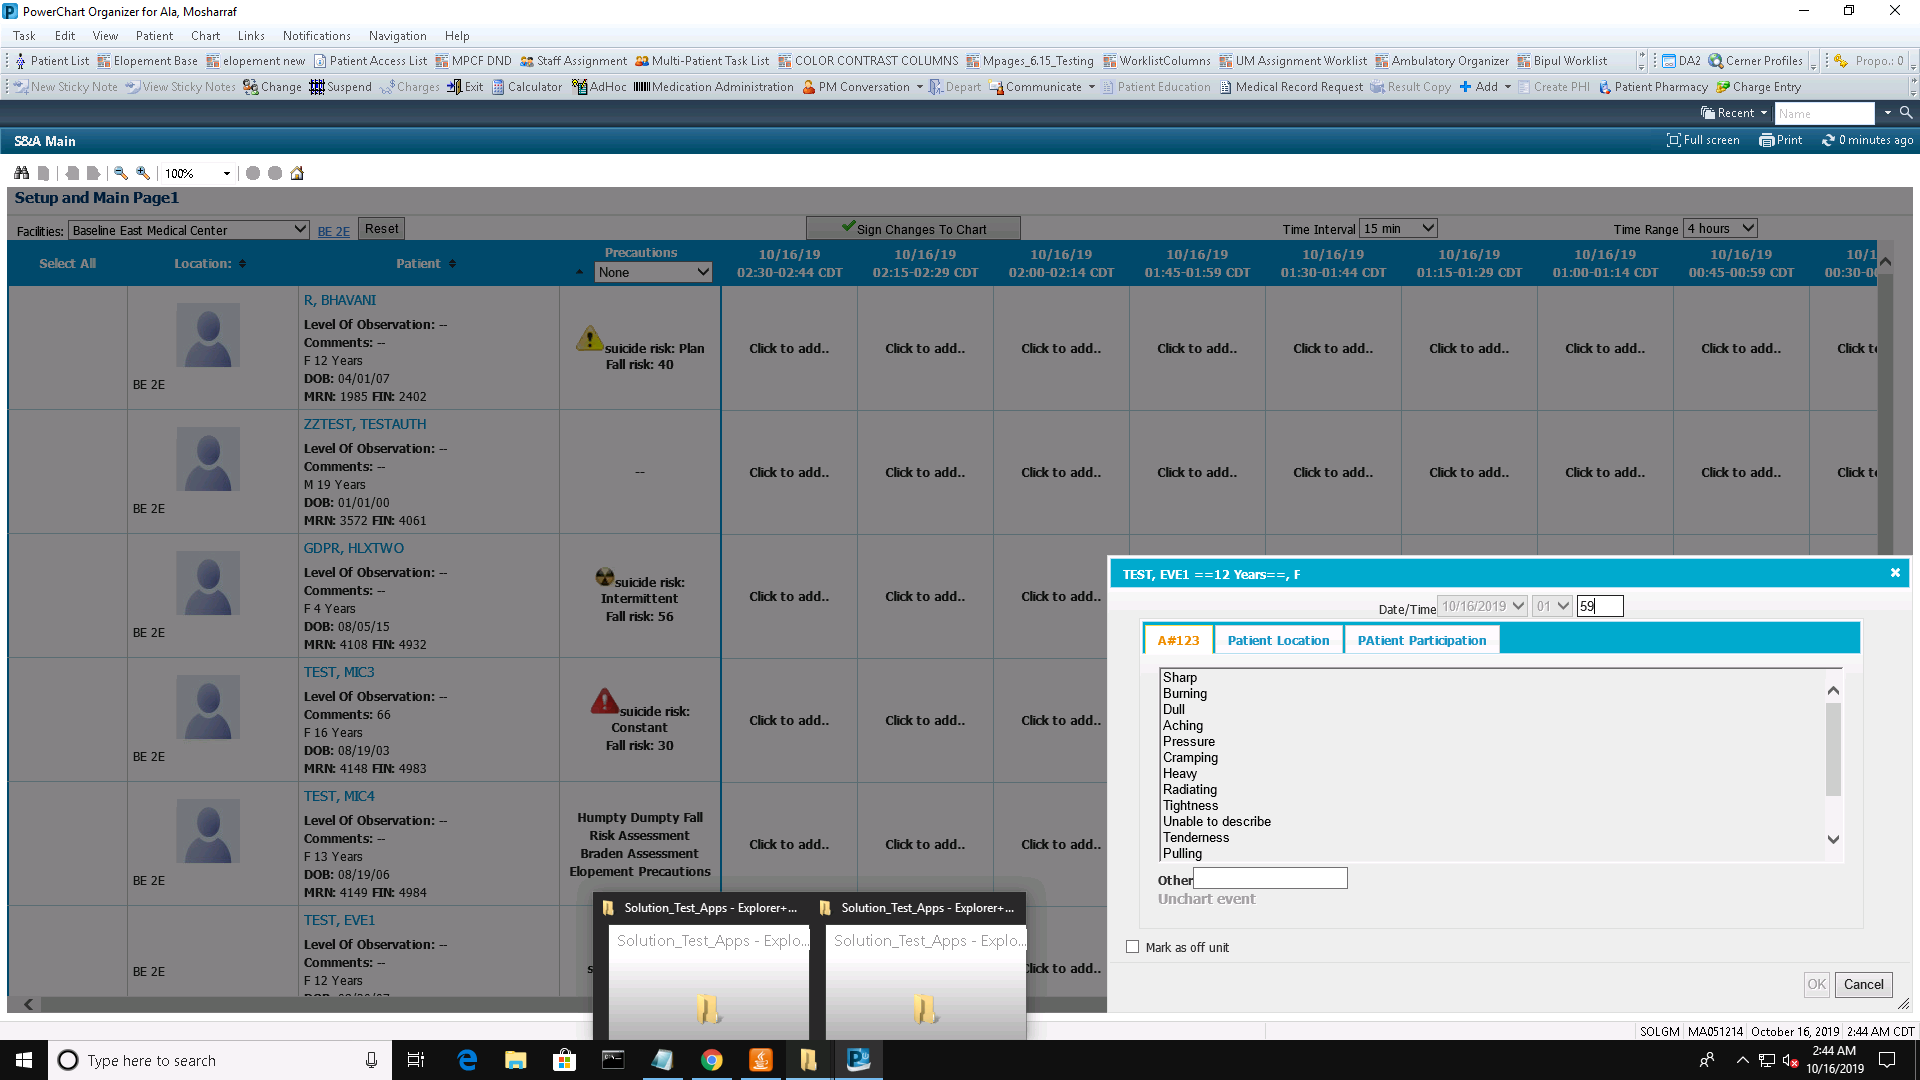 PowerChart Organizer for Ala, Mosharraf
Task Edit View Patient Chart Links Notifications Navigation Help
Patient List Elopement Base elopement new Patient Access List MPCF DND Staff Assignment Multi-Patient Task List COLOR CONTRAST COLUMNS Mpages_6.15_Testing WorklistColumns UM Assignment Worklist Ambulatory Organizer Bipul Worklist DA2 Cerner Profiles Propo.: 0
New Sticky Note View Sticky Notes Change Suspend Charges Exit Calculator AdHoc Medication Administration PM Conversation Depart Communicate Patient Education Medical Record Request Result Copy Add Create PHI Patient Pharmacy Charge Entry
Recent Name
S&A Main Full screen Print 0 minutes ago
100%
Setup and Main Page1
Facilities: Baseline East Medical Center BE 2E Reset Sign Changes To Chart Time Interval 15 min Time Range 4 hours
Select All Location: Patient Precautions None
10/16/19 10/16/19 10/16/19 10/16/19 10/16/19 10/16/19 10/16/19 10/16/19 10/1
02:30-02:44 CDT 02:15-02:29 CDT 02:00-02:14 CDT 01:45-01:59 CDT 01:30-01:44 CDT 01:15-01:29 CDT 01:00-01:14 CDT 00:45-00:59 CDT 00:30-0
BE 2E
R, BHAVANI
Level Of Observation: --
Comments: --
F 12 Years
DOB: 04/01/07
MRN: 1985 FIN: 2402
suicide risk: Plan
Fall risk: 40
Click to add.. Click to add.. Click to add.. Click to add.. Click to add.. Click to add.. Click to add.. Click to add.. Click t
BE 2E
ZZTEST, TESTAUTH
Level Of Observation: --
Comments: --
M 19 Years
DOB: 01/01/00
MRN: 3572 FIN: 4061
--
Click to add.. Click to add.. Click to add.. Click to add.. Click to add.. Click to add.. Click to add.. Click to add.. Click t
BE 2E
GDPR, HLXTWO
Level Of Observation: --
Comments: --
F 4 Years
DOB: 08/05/15
MRN: 4108 FIN: 4932
suicide risk:
Intermittent
Fall risk: 56
Click to add.. Click to add.. Click to add..
BE 2E
TEST, MIC3
Level Of Observation: --
Comments: 66
F 16 Years
DOB: 08/19/03
MRN: 4148 FIN: 4983
suicide risk:
Constant
Fall risk: 30
Click to add.. Click to add.. Click to add..
BE 2E
TEST, MIC4
Level Of Observation: --
Comments: --
F 13 Years
DOB: 08/19/06
MRN: 4149 FIN: 4984
Humpty Dumpty Fall
Risk Assessment
Braden Assessment
Elopement Precautions
Click to add.. Click to add.. Click to add..
BE 2E
TEST, EVE1
Level Of Observation: --
Comments: --
F 12 Years
s
Click to add..
TEST, EVE1 ==12 Years==, F
Date/Time 10/16/2019 01 59
A#123 Patient Location PAtient Participation
Sharp
Burning
Dull
Aching
Pressure
Cramping
Heavy
Radiating
Tightness
Unable to describe
Tenderness
Pulling
Other
Unchart event
Mark as off unit
OK Cancel
Solution_Test_Apps - Explorer+... Solution_Test_Apps - Explorer+...
Solution_Test_Apps - Explo... Solution_Test_Apps - Explo...
SOLGM MA051214 October 16, 2019 2:44 AM CDT
Type here to search
2:44 AM
10/16/2019